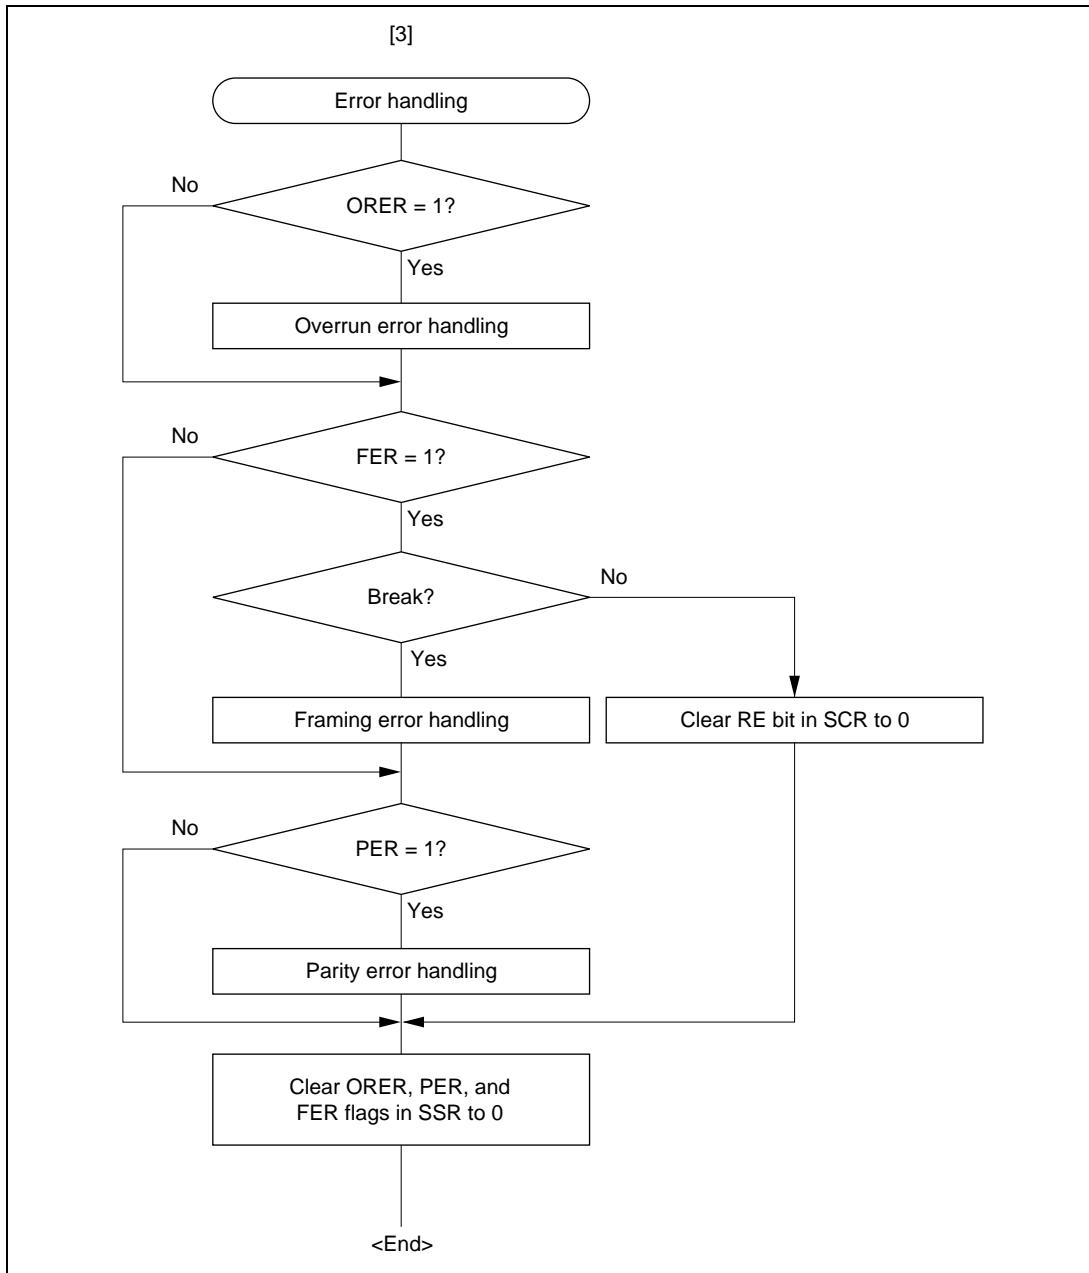 [3]
Error handling
No
ORER = 1?
Yes
Overrun error handling
No
FER = 1?
Yes
No
Break?
Yes
Framing error handling
Clear RE bit in SCR to 0
No
PER = 1?
Yes
Parity error handling
Clear ORER, PER, and
FER flags in SSR to 0
<End>